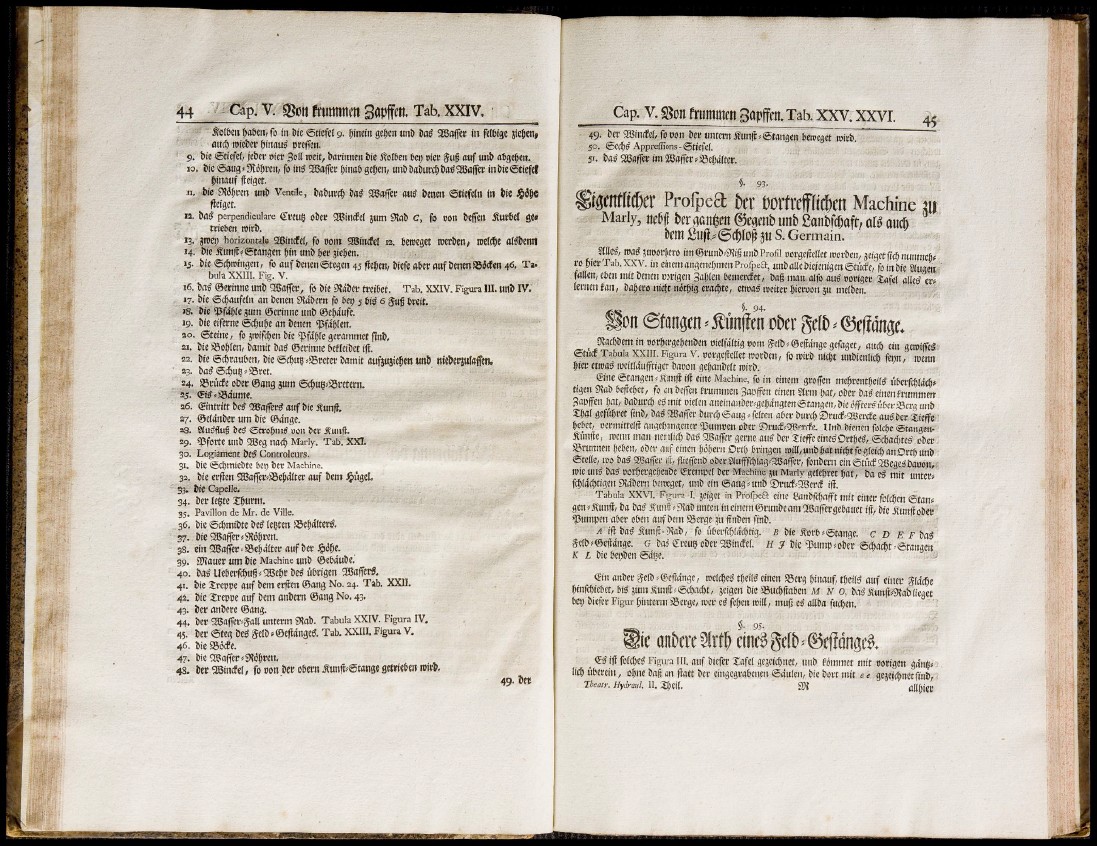 44 Cap. V. Von krummen Zapffen. Tab. XXIV.
Kolben haben, so in die Stiefel 9. hinein gehen und das Wasser in selbige ziehen,
auch wieder hinaus pressen.
9. die Stiefel, jeder vier Zoll weit, darinnen die Kolben bey vier Fuß auf und abgehen.
10. die Saug-Röhren, so ins Wasser hinab gehen, und dadurch das Wasser in die Stiefel
hinauf steiget.
11. die Röhren und Ventile, dadurch das Wasser aus denen Stiefeln in die Höhe
steiget.
12. das perpendiculare Creutz oder Winckel zum Rad C, so von dessen Kurbel ge-
trieben wird.
13. zwey horizontale Winckel, so vom Winckel 12. beweget werden, welche alsdenn
14. die Kunst-Stangen hin und her ziehen.
15. die Schwingen, so auf denen Stegen 45 stehen, diese aber auf denen Böcken 46. Ta-
bula XXIII. Fig. V.
16. das Gerinne und Wasser, so die Räder treibet. Tab. XXIV. Figura III. und IV.
17. die Schaufeln an denen Rädern so bey 5 bis 6 Fuß breit.
18. die Pfähle zum Gerinne und Gehäuse.
19. die eiserne Schuhe an denen Pfählen.
20. Steine, so zwischen die Pfähle gerammet sind.
21. die Bohlen, damit das Gerinne bekleidet ist.
22. die Schrauben, die Schutz-Breter damit aufzuziehen und niederzulassen.
23. das Schutz-Bret.
24. Brücke oder Gang zum Schutz-Bretern.
25. Eis-Bäume.
26. Eintritt des Wassers auf die Kunst.
27. Geländer um die Gänge.
28. Ausfluß des Strohms von der Kunst.
29. Pforte und Weg nach Marly. Tab. XXI.
30. Logiament des Controleurs.
31. die Schmiedte bey der Machine.
32. die ersten Wasser-Behälter auf dem Hügel.
33. die Capelle.
34. der letzte Thurm.
35. Pavillon de Mr. de Ville.
36. die Schmidte des letzten Behälters.
37. die Wasser-Röhren.
38. ein Wasser-Behälter auf der Höhe.
39. Mauer um die Machine und Gebäude.
40. das Ueberschuß-Wehr des übrigen Wassers.
41. die Treppe auf dem ersten Gang No. 24. Tab. XXII.
42. die Treppe auf dem andern Gang No. 43.
43. der andere Gang.
44. der Wasser-Fall unterm Rad. Tabula XXIV. Figura IV.
45. der Steg des Feld-Gestänges. Tab. XXIII. Figura V.
46. die Böcke.
47. die Wasser-Röhren.
48. der Winckel, so von der obern Kunst-Stange getrieben wird.
49. der
Cap. V. Von krummen Zapffen. Tab. XXV. XXVI. 45
49. der Winckel, so von der untern Kunst-Stangen beweget wird.
50. Sechs Appressions-Stiefel.
51. das Wasser im Wasser-Behälter.
§. 93.
Eigentlicher Prospect der vortrefflichen Machine zu
Marly, nebst der gantzen Gegend und Landschaft, als auch
dem Lust-Schloß zu S. Germain.
Alles, was zuvorhero im Grund-Riß und Profil vorgestellet worden, zeiget sich nunmeh-
ro hier Tab. XXV. in einem angenehmen Prospect, und alle diejenigen Stücke, so in die Augen
fallen, eben mit denen vorigen Zahlen bemercket, daß man also aus voriger Tafel alles er-
lernen kan, dahero nicht nöthig erachte, etwas weiter hiervon zu melden.
§. 94.
Von Stangen-Künsten oder Feld-Gestänge.
Nachdem in vorhergehenden vielfältig vom Feld-Gestänge gesaget, auch ein gewisses
Stück Tabula XXIII. Figura V. vorgestellet worden, so wird nicht undienlich seyn, wenn
hier etwas weitläufftiger davon gehandelt wird.
Eine Stangen-Kunst ist eine Machine, so in einem grossen mehrentheils überschläch-
tigen Rad bestehet, so an dessen krummen Zapffen einen Arm hat, oder das einen krummen
Zapffen hat, dadurch es mit vielen aneinander-gehängten Stangen, die öffters über Berg und
Thal geführet sind, das Wasser durch Saug-selten aber durch Druck-Wercke aus der Tieffe
hebet, vermittelst angehangener Pumpen oder Druck-Wercke. Und dienen solche Stangen-
Künste, wenn man nemlich das Wasser gerne aus der Tieffe eines Orthes, Schachtes oder
Brunnen heben, oder auf einen höhern Orth bringen will, und hat nicht so gleich an Orth und
Stelle, wo das Wasser ist, fliessend oder Auffschlag-Wasser, sondern ein Stück Weges davon,
wie uns das vorhergehende Exempel der Machine zu Marly gelehret hat, da es mit unter-
schlächtigen Rädern beweget, und ein Saug-und Druck-Werck ist.
Tabula XXVI. Figura I. zeiget in Prospect eine Landschafft mit einer solchen Stan-
gen-Kunst, da das Kunst-Rad unten in einem Grunde am Wasser gebauet ist, die Kunst oder
Pumpen aber oben auf dem Berge zu finden sind.
A ist das Kunst-Rad, so überschlächtig. B die Korb-Stange. C D E F das
Feld-Gestänge. G das Creutz oder Winckel. H J die Pump-oder Schacht-Stangen
K L die beyden Sätze.
Ein ander Feld-Gestänge, welches theils einen Berg hinauf, theils auf einer Fläche
hinschiebet, bis zum Kunst-Schacht, zeigen die Buchstaben M N O. das Kunst-Rad lieget
bey dieser Figur hinterm Berge, wer es sehen will, muß es allda suchen.
§. 95.
Die andere Arth eines Feld-Gestänges.
Es ist solches Figura III. auf dieser Tafel gezeichnet, und kömmet mit vorigen gäntz-
lich überein, ohne daß an statt der eingegrabenen Säulen, die dort mit e e gezeichnet sind,
Theatr. Hydraul. II. Theil. M allhier